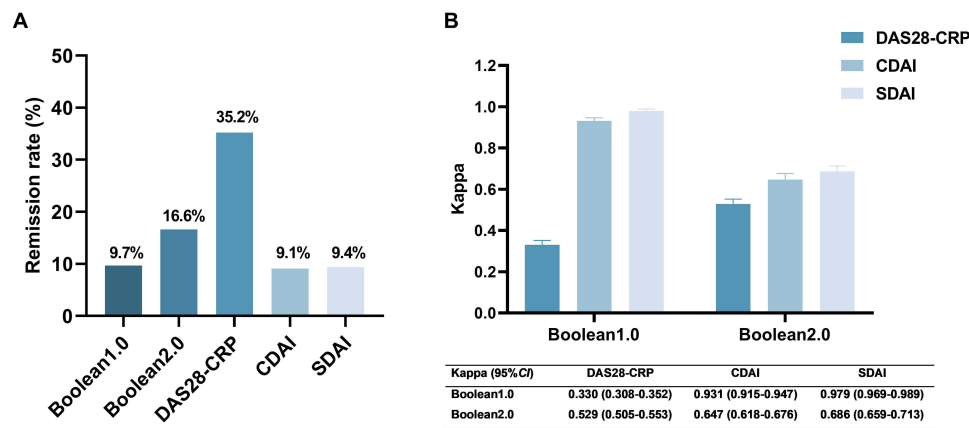 A
Remission rate (%)
50
40
30
20
10
0
9.7%
16.6%
35.2%
9.1%
9.4%
Boolean1.0
Boolean2.0
DAS28-CRP
CDAI
SDAI
B
DAS28-CRP
CDAI
SDAI
Kappa
1.2
1.0
0.8
0.6
0.4
0.2
0.0
Boolean1.0
Boolean2.0
Kappa (95%CI) DAS28-CRP CDAI SDAI
Boolean1.0 0.330 (0.308-0.352) 0.931 (0.915-0.947) 0.979 (0.969-0.989)
Boolean2.0 0.529 (0.505-0.553) 0.647 (0.618-0.676) 0.686 (0.659-0.713)